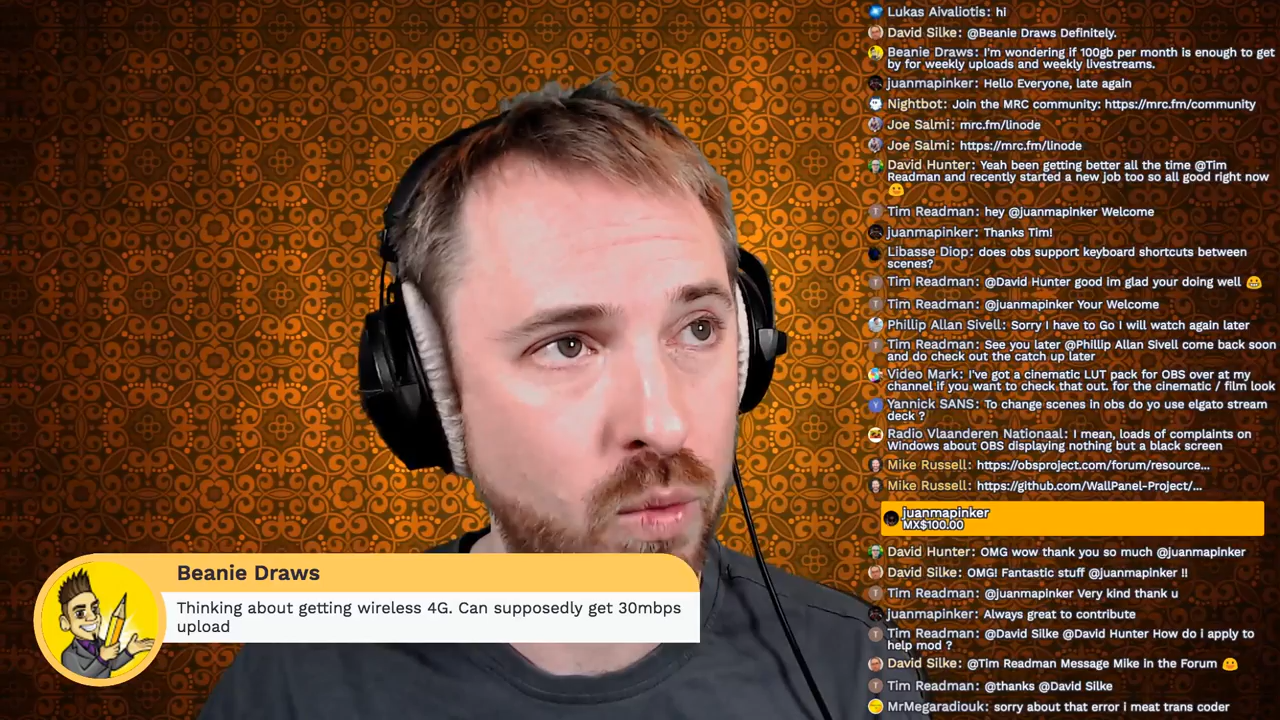 Lukas Aivaliotis: hi
David Silke: @Beanie Draws Definitely.
Beanie Draws: I'm wondering if 100gb per month is enough to get
by for weekly uploads and weekly livestreams.
juanmapinker: Hello Everyone, late again
Nightbot: Join the MRC community: https://mrc.fm/community
Joe Salmi: mrc.fm/linode
Joe Salmi: https://mrc.fm/linode
David Hunter: Yeah been getting better all the time @Tim
Readman and recently started a new job too so all good right now
T Tim Readman: hey @juanmapinker Welcome
juanmapinker: Thanks Tim!
Libasse Diop: does obs support keyboard shortcuts between
scenes?
T Tim Readman: @David Hunter good im glad your doing well
T Tim Readman: @juanmapinker Your Welcome
Phillip Allan Sivell: Sorry I have to Go I will watch again later
T Tim Readman: See you later @Phillip Allan Sivell come back soon
and do check out the catch up later
Video Mark: I've got a cinematic LUT pack for OBS over at my
channel if you want to check that out. for the cinematic / film look
Y Yannick SANS: To change scenes in obs do yo use elgato stream
deck ?
Radio Vlaanderen Nationaal: I mean, loads of complaints on
Windows about OBS displaying nothing but a black screen
Mike Russell: https://obsproject.com/forum/resource...
Mike Russell: https://github.com/WallPanel-Project/...
juanmapinker
MX$100.00
David Hunter: OMG wow thank you so much @juanmapinker
David Silke: OMG! Fantastic stuff @juanmapinker !!
T Tim Readman: @juanmapinker Very kind thank u
juanmapinker: Always great to contribute
T Tim Readman: @David Silke @David Hunter How do i apply to
help mod ?
David Silke: @Tim Readman Message Mike in the Forum
T Tim Readman: @thanks @David Silke
MrMegaradiouk: sorry about that error i meat trans coder
Beanie Draws
Thinking about getting wireless 4G. Can supposedly get 30mbps
upload